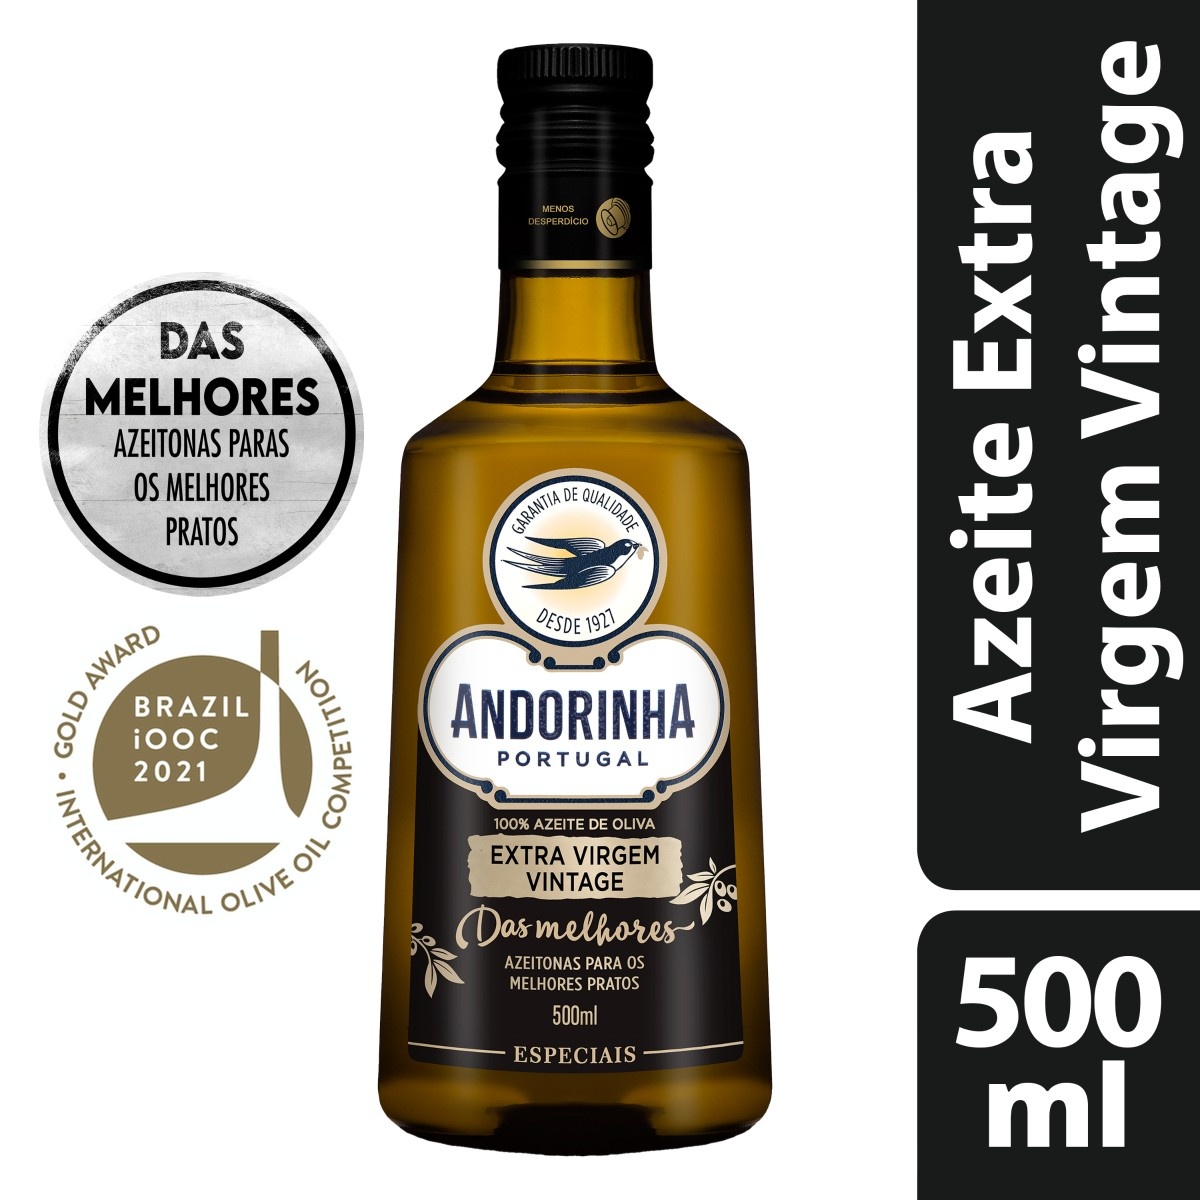 MENOS
DESPERDÍCIO
DAS
MELHORES
AZEITONAS PARAS
OS MELHORES
PRATOS
GOLD AWARD
INTERNATIONAL OLIVE OIL COMPETITION
BRAZIL
iOOC
2021
GARANTIA DE QUALIDADE
DESDE 1927
ANDORINHA
PORTUGAL
100% AZEITE DE OLIVA
EXTRA VIRGEM
VINTAGE
Das melhores
AZEITONAS PARA OS
MELHORES PRATOS
500ml
ESPECIAIS
Azeite Extra
Virgem Vintage
500
ml